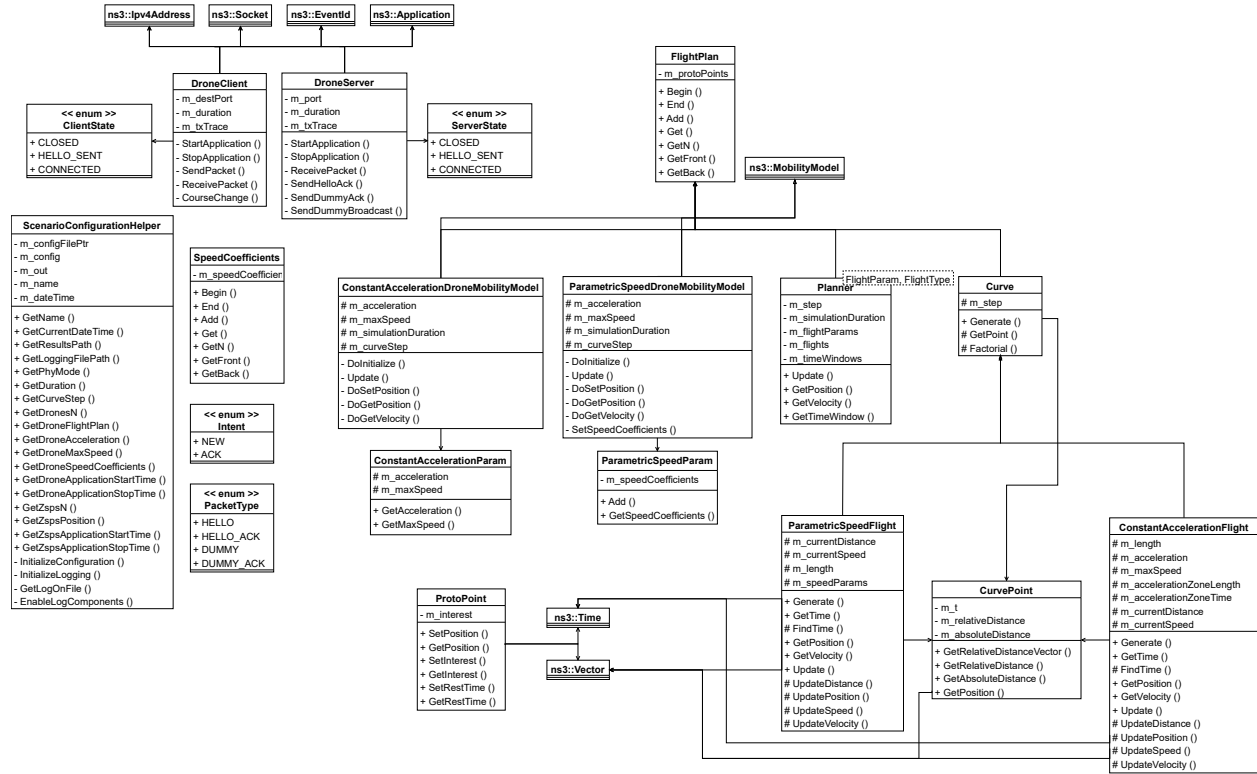 ns3::Ipv4Address
ns3::Socket
ns3::EventId
ns3::Application
DroneClient
- m_destPort
- m_duration
- m_txTrace
- StartApplication ()
- StopApplication ()
- SendPacket ()
- ReceivePacket ()
- CourseChange ()
DroneServer
- m_port
- m_duration
- m_txTrace
- StartApplication ()
- StopApplication ()
- ReceivePacket ()
- SendHelloAck ()
- SendDummyAck ()
- SendDummyBroadcast ()
<< enum >>
ClientState
+ CLOSED
+ HELLO_SENT
+ CONNECTED
<< enum >>
ServerState
+ CLOSED
+ HELLO_SENT
+ CONNECTED
FlightPlan
- m_protoPoints
+ Begin ()
+ End ()
+ Add ()
+ Get ()
+ GetN ()
+ GetFront ()
+ GetBack ()
ns3::MobilityModel
ScenarioConfigurationHelper
- m_configFilePtr
- m_config
- m_out
- m_name
- m_dateTime
+ GetName ()
+ GetCurrentDateTime ()
+ GetResultsPath ()
+ GetLoggingFilePath ()
+ GetPhyMode ()
+ GetDuration ()
+ GetCurveStep ()
+ GetDronesN ()
+ GetDroneFlightPlan ()
+ GetDroneAcceleration ()
+ GetDroneMaxSpeed ()
+ GetDroneSpeedCoefficients ()
+ GetDroneApplicationStartTime ()
+ GetDroneApplicationStopTime ()
+ GetZspsN ()
+ GetZspsPosition ()
+ GetZspsApplicationStartTime ()
+ GetZspsApplicationStopTime ()
- InitializeConfiguration ()
- InitializeLogging ()
- GetLogOnFile ()
- EnableLogComponents ()
SpeedCoefficients
- m_speedCoefficien
+ Begin ()
+ End ()
+ Add ()
+ Get ()
+ GetN ()
+ GetFront ()
+ GetBack ()
<< enum >>
Intent
+ NEW
+ ACK
<< enum >>
PacketType
+ HELLO
+ HELLO_ACK
+ DUMMY
+ DUMMY_ACK
ConstantAccelerationDroneMobilityModel
# m_acceleration
# m_maxSpeed
# m_simulationDuration
# m_curveStep
- DoInitialize ()
- Update ()
- DoSetPosition ()
- DoGetPosition ()
- DoGetVelocity ()
ParametricSpeedDroneMobilityModel
# m_acceleration
# m_maxSpeed
# m_simulationDuration
# m_curveStep
- DoInitialize ()
- Update ()
- DoSetPosition ()
- DoGetPosition ()
- DoGetVelocity ()
- SetSpeedCoefficients ()
FlightParam, FlightType
Planner
- m_step
- m_simulationDuration
- m_flightParams
- m_flights
- m_timeWindows
+ Update ()
+ GetPosition ()
+ GetVelocity ()
+ GetTimeWindow ()
Curve
# m_step
+ Generate ()
# GetPoint ()
# Factorial ()
ConstantAccelerationParam
# m_acceleration
# m_maxSpeed
+ GetAcceleration ()
+ GetMaxSpeed ()
ParametricSpeedParam
- m_speedCoefficients
+ Add ()
+ GetSpeedCoefficients ()
ProtoPoint
- m_interest
+ SetPosition ()
+ GetPosition ()
+ SetInterest ()
+ GetInterest ()
+ SetRestTime ()
+ GetRestTime ()
ns3::Time
ns3::Vector
ParametricSpeedFlight
# m_currentDistance
# m_currentSpeed
# m_length
# m_speedParams
+ Generate ()
+ GetTime ()
# FindTime ()
+ GetPosition ()
+ GetVelocity ()
+ Update ()
# UpdateDistance ()
# UpdatePosition ()
# UpdateSpeed ()
# UpdateVelocity ()
CurvePoint
- m_t
- m_relativeDistance
- m_absoluteDistance
+ GetRelativeDistanceVector ()
+ GetRelativeDistance ()
+ GetAbsoluteDistance ()
+ GetPosition ()
ConstantAccelerationFlight
# m_length
# m_acceleration
# m_maxSpeed
# m_accelerationZoneLength
# m_accelerationZoneTime
# m_currentDistance
# m_currentSpeed
+ Generate ()
+ GetTime ()
# FindTime ()
+ GetPosition ()
+ GetVelocity ()
+ Update ()
# UpdateDistance ()
# UpdatePosition ()
# UpdateSpeed ()
# UpdateVelocity ()